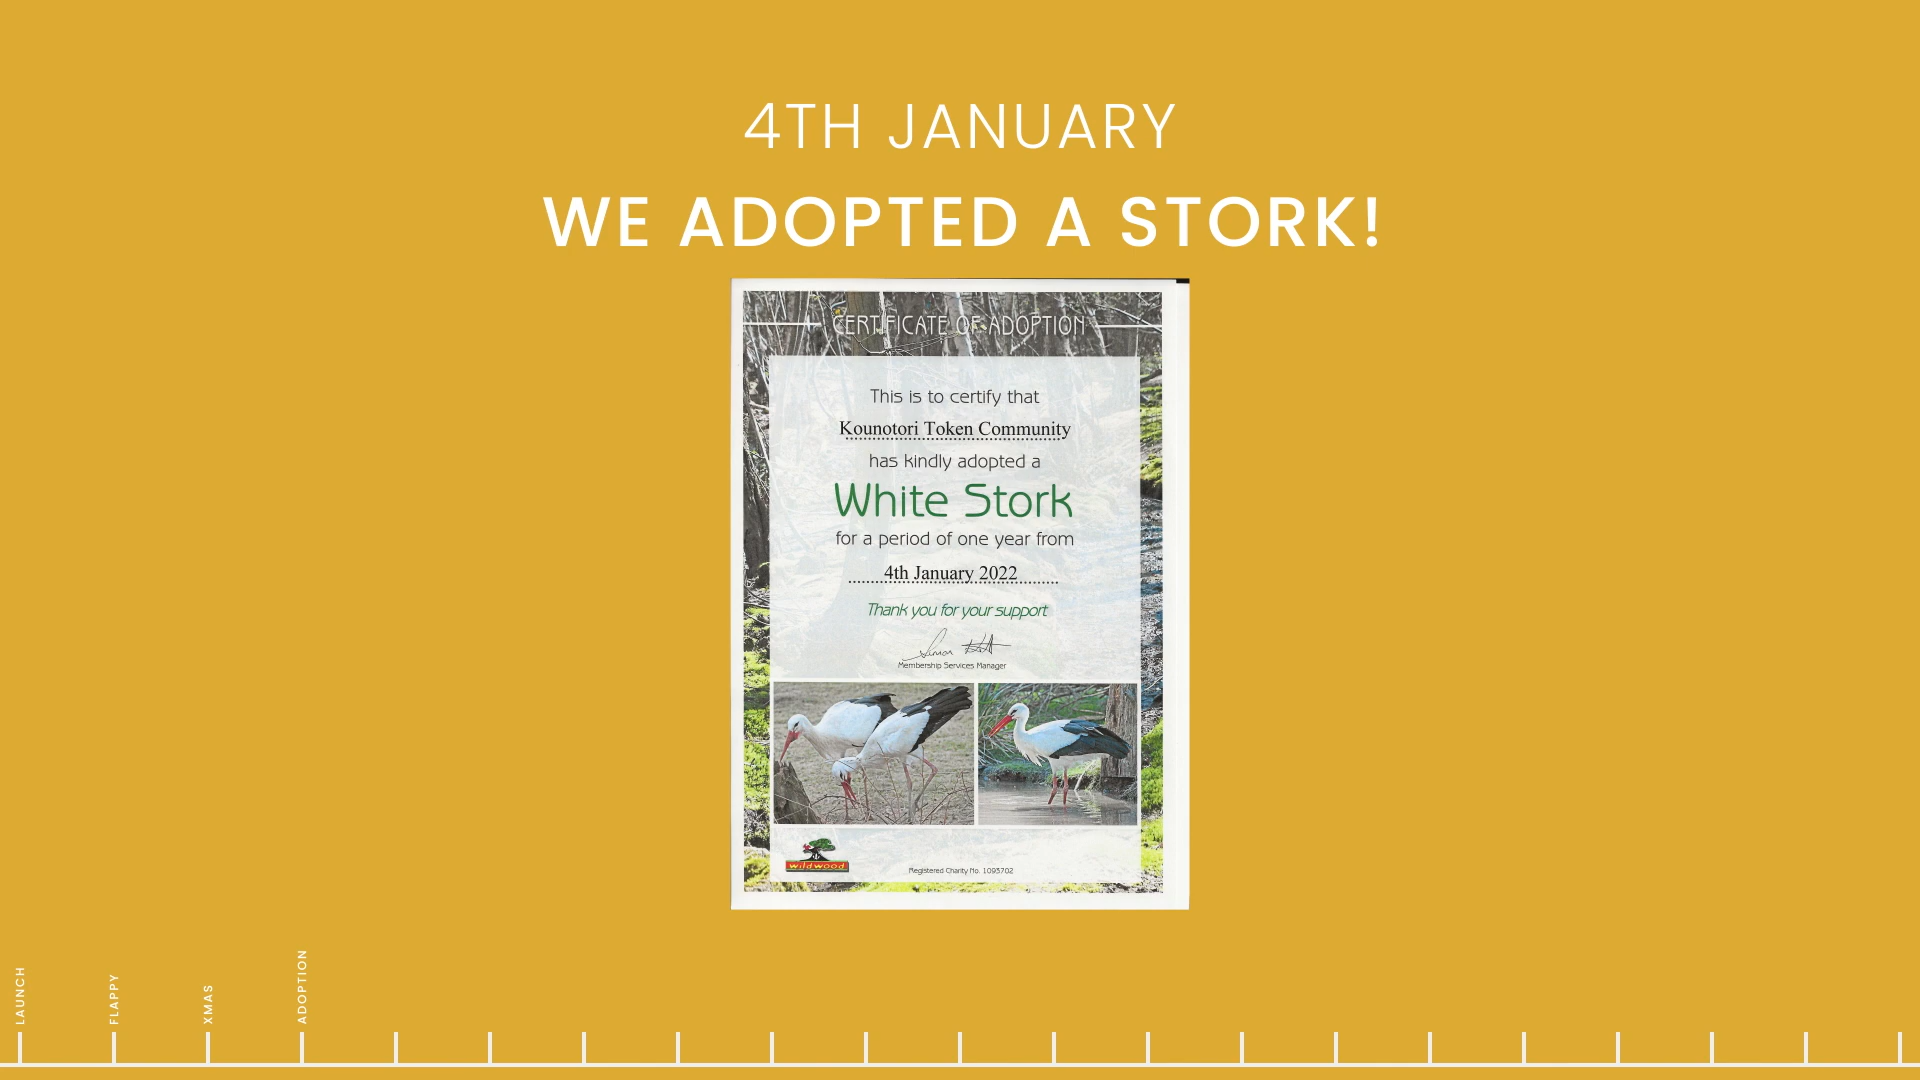 4TH JANUARY
WE ADOPTED A STORK!
CERTIFICATE OF ADOPTION
This is to certify that
Kounotori Token Community
has kindly adopted a
White Stork
for a period of one year from
4th January 2022
Thank you for your support
Membership Services Manager
wildwood
Registered Charity No. 1093702
LAUNCH
FLAPPY
XMAS
ADOPTION